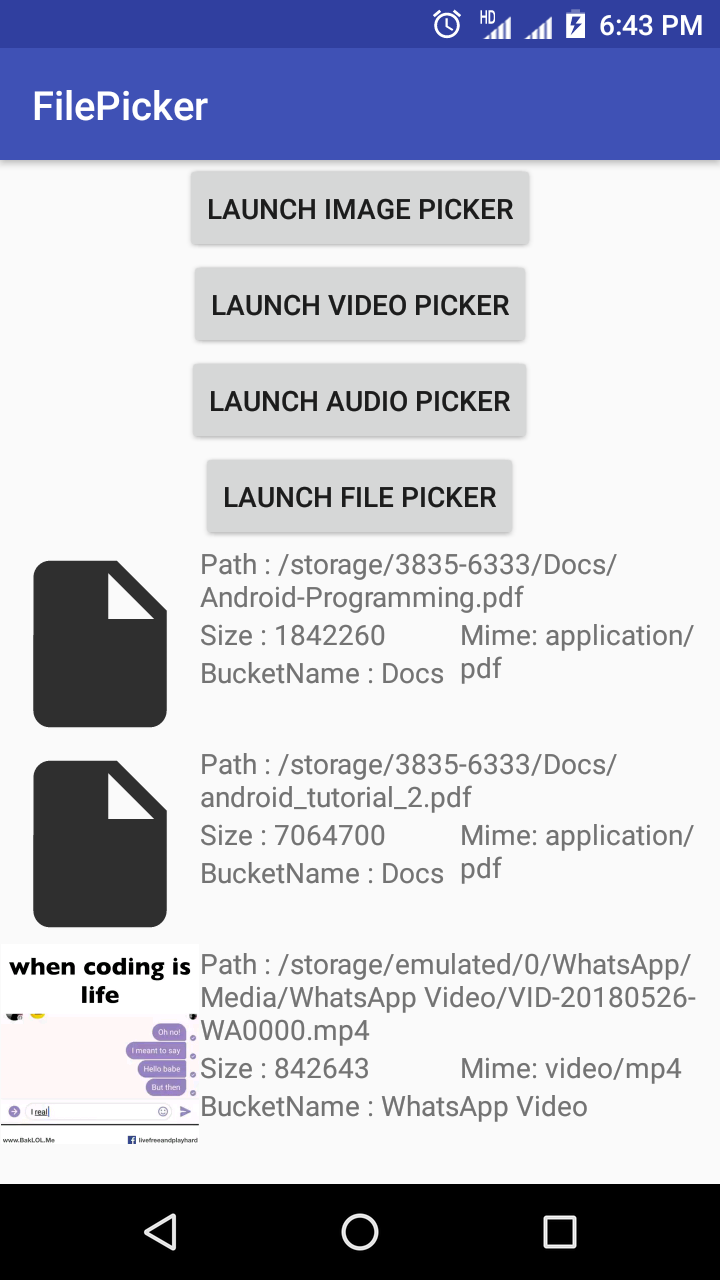 HD 6:43 PM
FilePicker
LAUNCH IMAGE PICKER
LAUNCH VIDEO PICKER
LAUNCH AUDIO PICKER
LAUNCH FILE PICKER
Path : /storage/3835-6333/Docs/
Android-Programming.pdf
Size : 1842260 Mime: application/
pdf
BucketName : Docs
Path : /storage/3835-6333/Docs/
android_tutorial_2.pdf
Size : 7064700 Mime: application/
pdf
BucketName : Docs
when coding is
life
Oh no!
I meant to say
Hello babe
But then
I real
www.BakLOL.Me livefreeandplayhard
Path : /storage/emulated/0/WhatsApp/
Media/WhatsApp Video/VID-20180526-
WA0000.mp4
Size : 842643 Mime: video/mp4
BucketName : WhatsApp Video